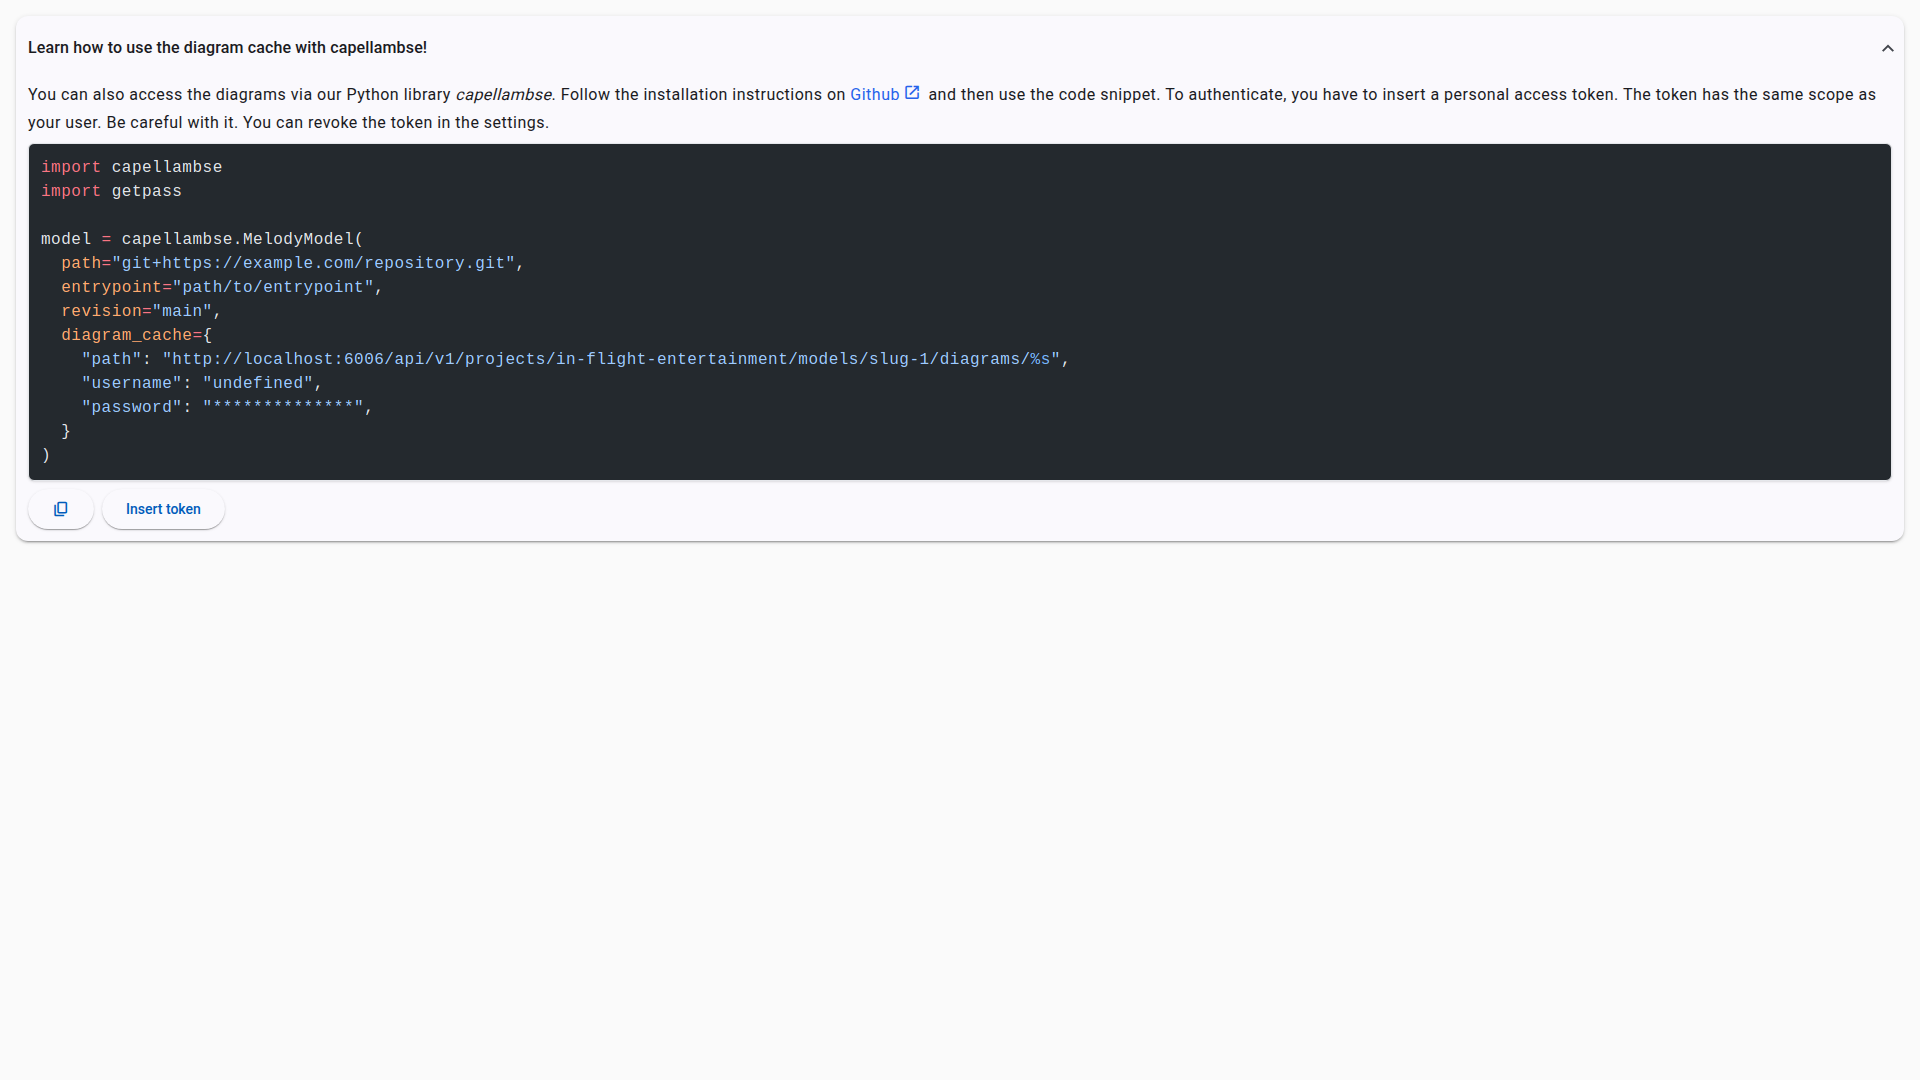 Learn how to use the diagram cache with capellambse!
You can also access the diagrams via our Python library capellambse. Follow the installation instructions on Github and then use the code snippet. To authenticate, you have to insert a personal access token. The token has the same scope as
your user. Be careful with it. You can revoke the token in the settings.
import capellambse
import getpass

model = capellambse.MelodyModel(
  path="git+https://example.com/repository.git",
  entrypoint="path/to/entrypoint",
  revision="main",
  diagram_cache={
    "path": "http://localhost:6006/api/v1/projects/in-flight-entertainment/models/slug-1/diagrams/%s",
    "username": "undefined",
    "password": "**************",
  }
)
Insert token